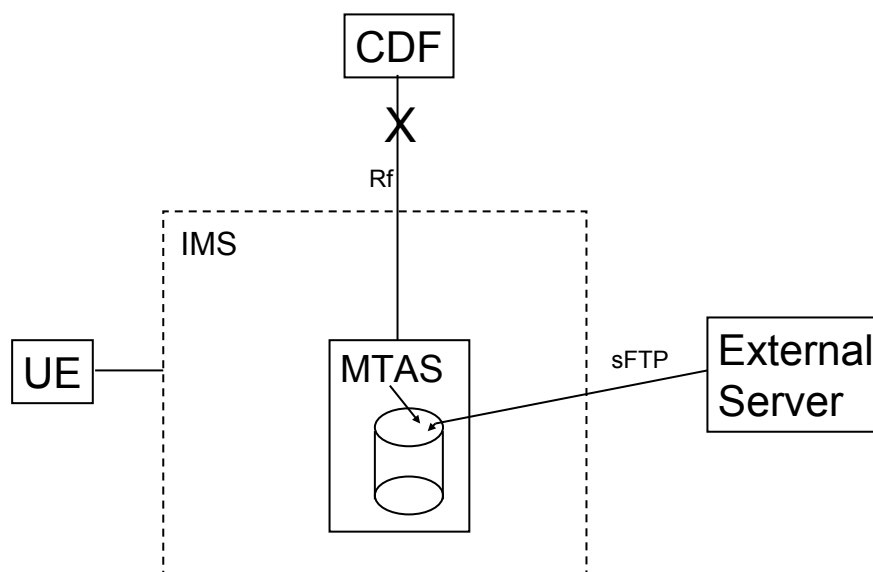 CDF
X
Rf
IMS
UE
MTAS
sFTP
External
Server